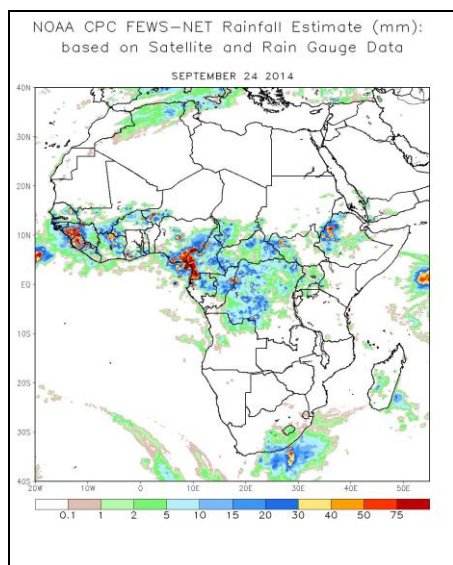 NOAA CPC FEWS-NET Rainfall Estimate (mm):
based on Satellite and Rain Gauge Data
SEPTEMBER 24 2014
40N
30N
20N
10N
EQ
10S
20S
30S
40S
20W 10W 0 10E 20E 30E 40E 50E
0.1 1 2 5 10 15 20 30 40 50 75